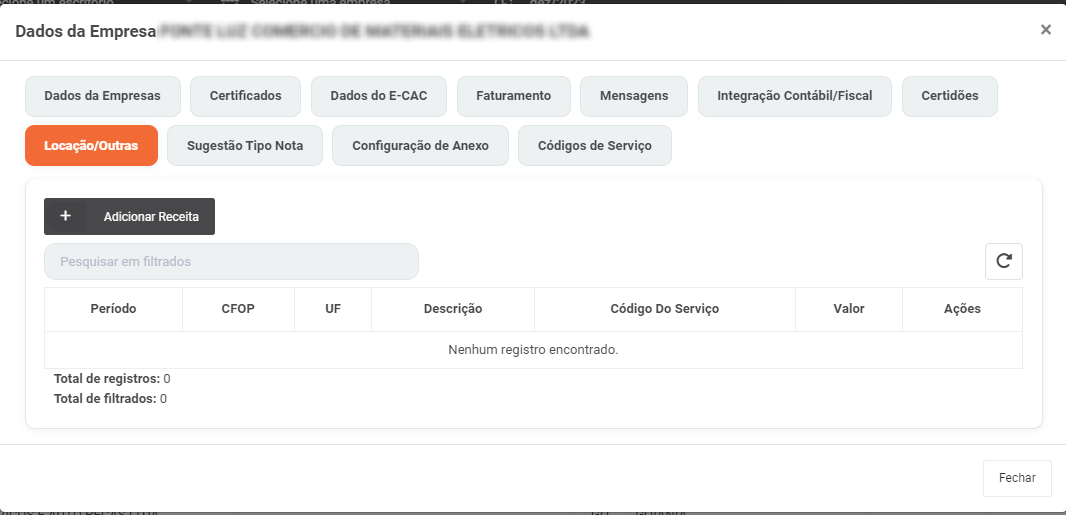 Dados da Empresa
×
Dados da Empresas
Certificados
Dados do E-CAC
Faturamento
Mensagens
Integração Contábil/Fiscal
Certidões
Locação/Outras
Sugestão Tipo Nota
Configuração de Anexo
Códigos de Serviço
+ Adicionar Receita
Pesquisar em filtrados
Período CFOP UF Descrição Código Do Serviço Valor Ações
Nenhum registro encontrado.
Total de registros: 0
Total de filtrados: 0
Fechar